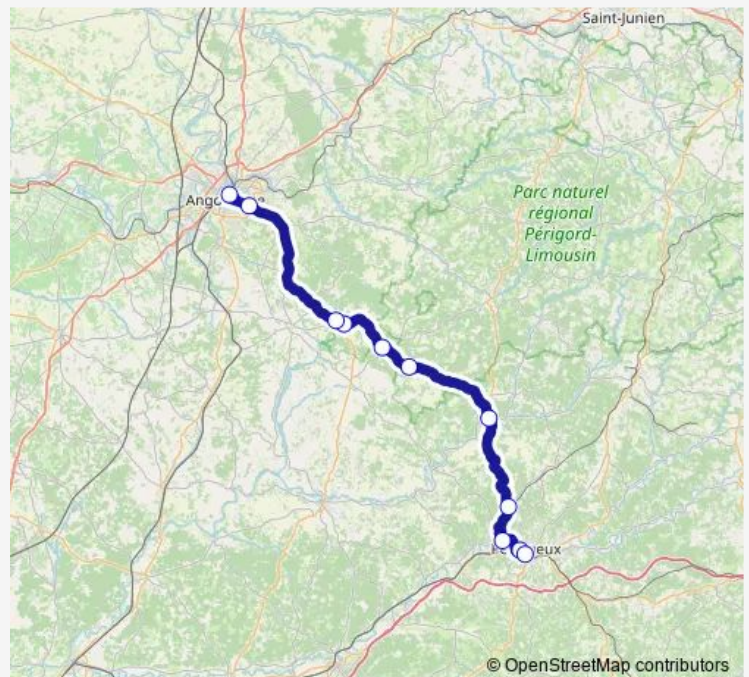 Saint-Junien
Parc naturel
régional
Périgord-
Limousin
© OpenStreetMap contributors